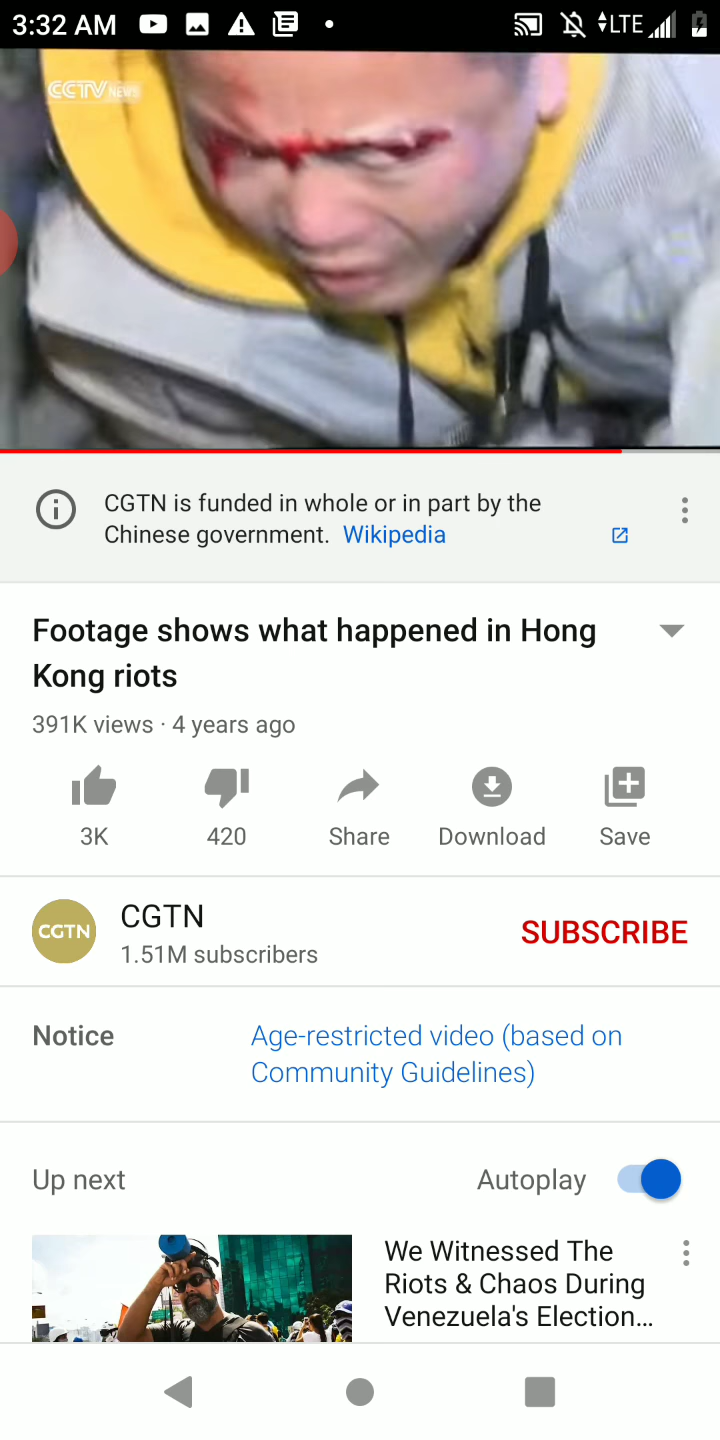 3:32 AM LTE
CCTV NEWS
CGTN is funded in whole or in part by the
Chinese government. Wikipedia
Footage shows what happened in Hong
Kong riots
391K views · 4 years ago
3K 420 Share Download Save
CGTN
CGTN
1.51M subscribers
SUBSCRIBE
Notice Age-restricted video (based on
Community Guidelines)
Up next Autoplay
We Witnessed The
Riots & Chaos During
Venezuela's Election...